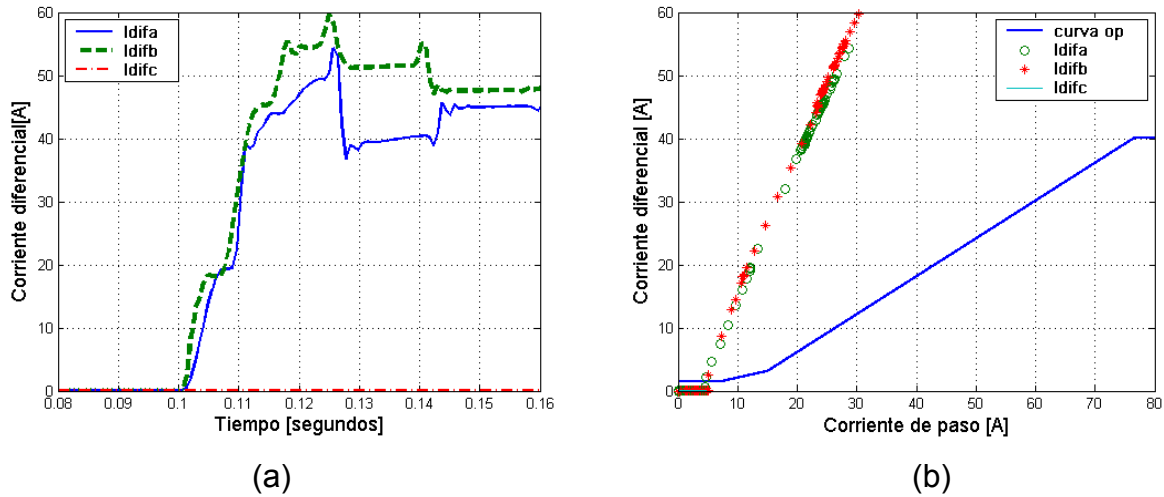 60
50
40
30
20
10
0
Corriente diferencial[A]
Idifa
Idifb
Idifc
0.08
0.09
0.1
0.11
0.12
0.13
0.14
0.15
0.16
Tiempo [segundos]
(a)
60
50
40
30
20
10
0
Corriente diferencial [A]
curva op
Idifa
Idifb
Idifc
0
10
20
30
40
50
60
70
80
Corriente de paso [A]
(b)